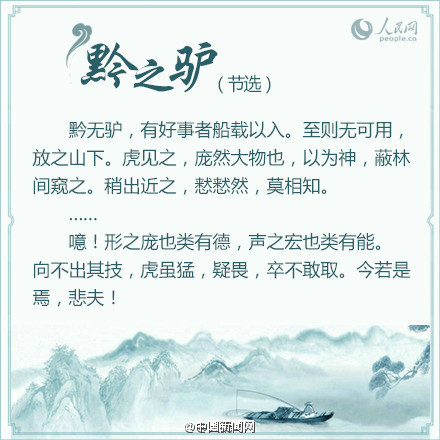 人民网
people.cn
黔之驴（节选）
黔无驴，有好事者船载以入。至则无可用，
放之山下。虎见之，庞然大物也，以为神，蔽林
间窥之。稍出近之，慭慭然，莫相知。
……
噫！形之庞也类有德，声之宏也类有能。
向不出其技，虎虽猛，疑畏，卒不敢取。今若是
焉，悲夫！
@中国新闻网